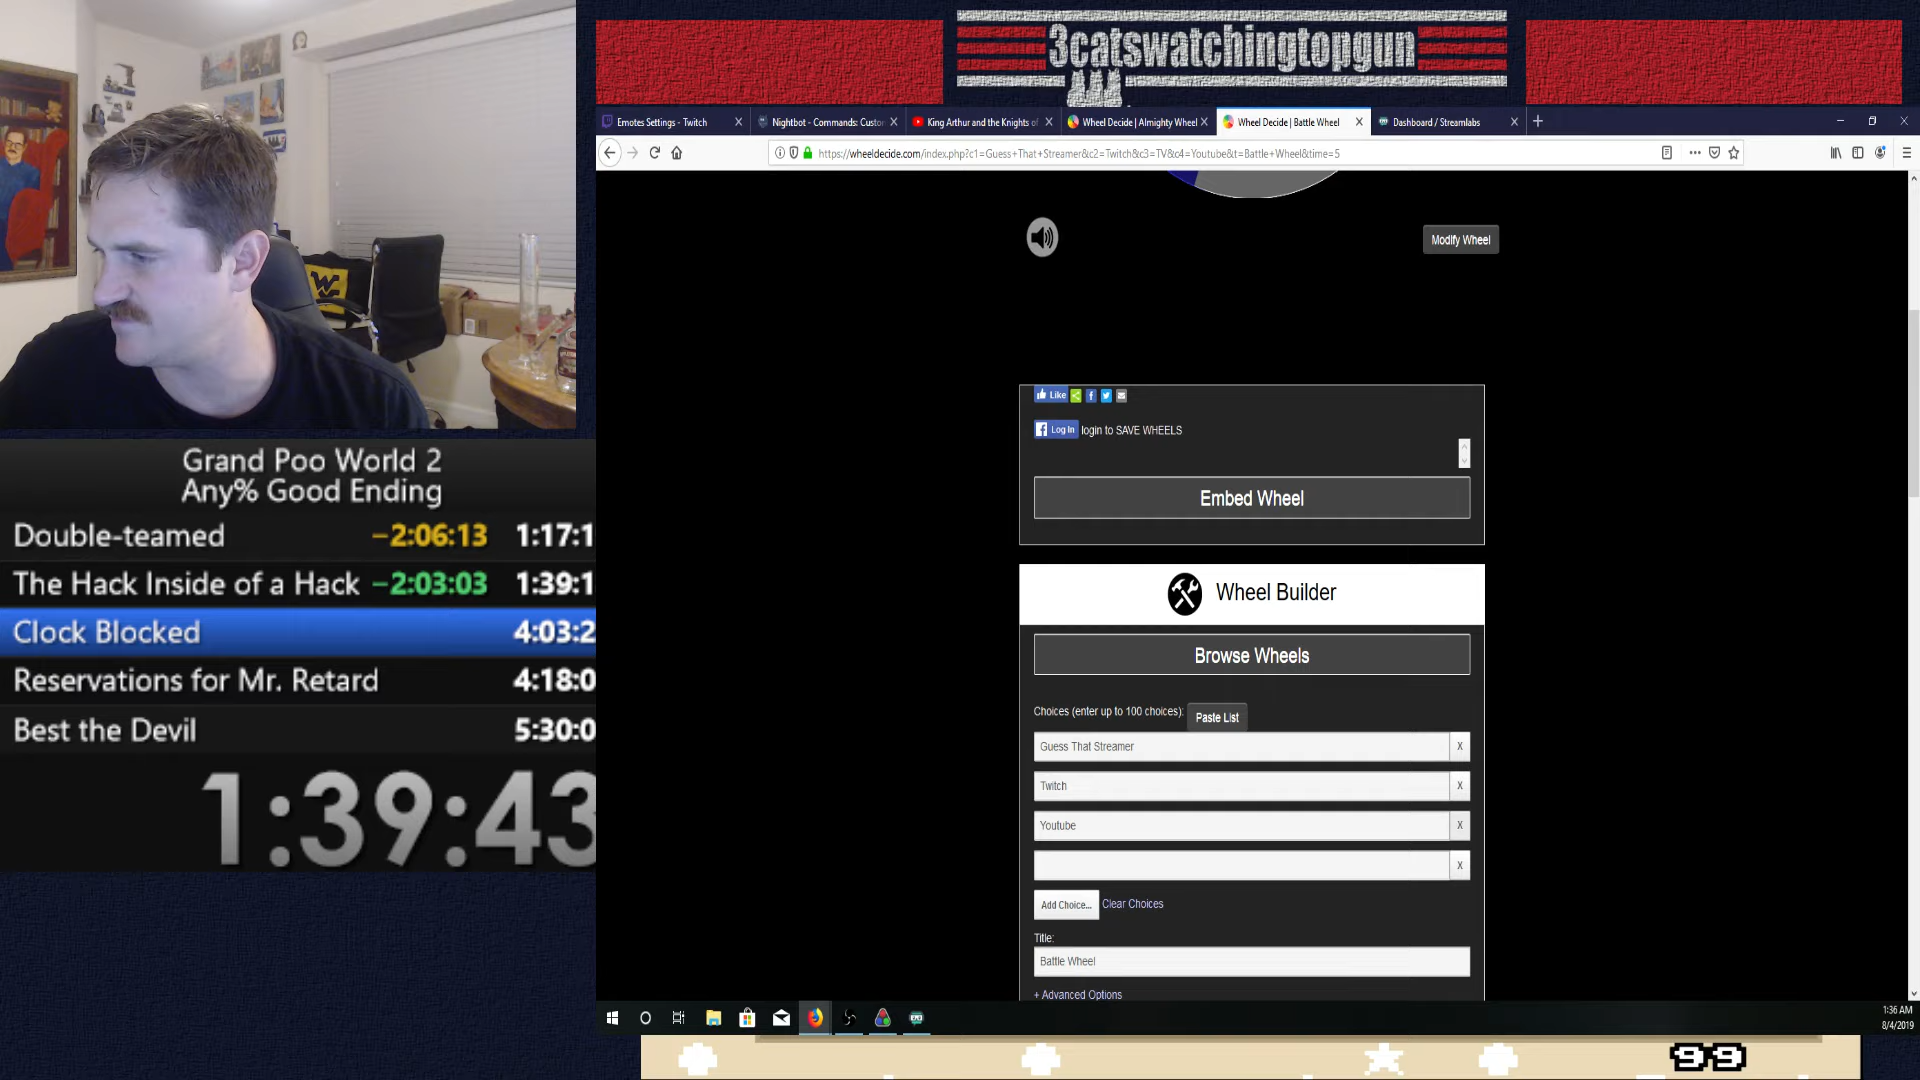 3catswatchingtopgun
Emotes Settings - Twitch
Nightbot - Commands: Custor
King Arthur and the Knights of
Wheel Decide | Almighty Wheel
Wheel Decide | Battle Wheel
Dashboard / Streamlabs
https://wheeldecide.com/index.php?c1=Guess+That+Streamer&c2=Twitch&c3=TV&c4=Youtube&t=Battle+Wheel&time=5
Modify Wheel
Like
Log In login to SAVE WHEELS
Embed Wheel
Wheel Builder
Browse Wheels
Choices (enter up to 100 choices): Paste List
Guess That Streamer X
Twitch X
Youtube X
X
Add Choice... Clear Choices
Title:
Battle Wheel
+ Advanced Options
Grand Poo World 2
Any% Good Ending
Double-teamed −2:06:13 1:17:1
The Hack Inside of a Hack −2:03:03 1:39:1
Clock Blocked 4:03:2
Reservations for Mr. Retard 4:18:0
Best the Devil 5:30:0
1:39:43
1:36 AM
8/4/2019
99